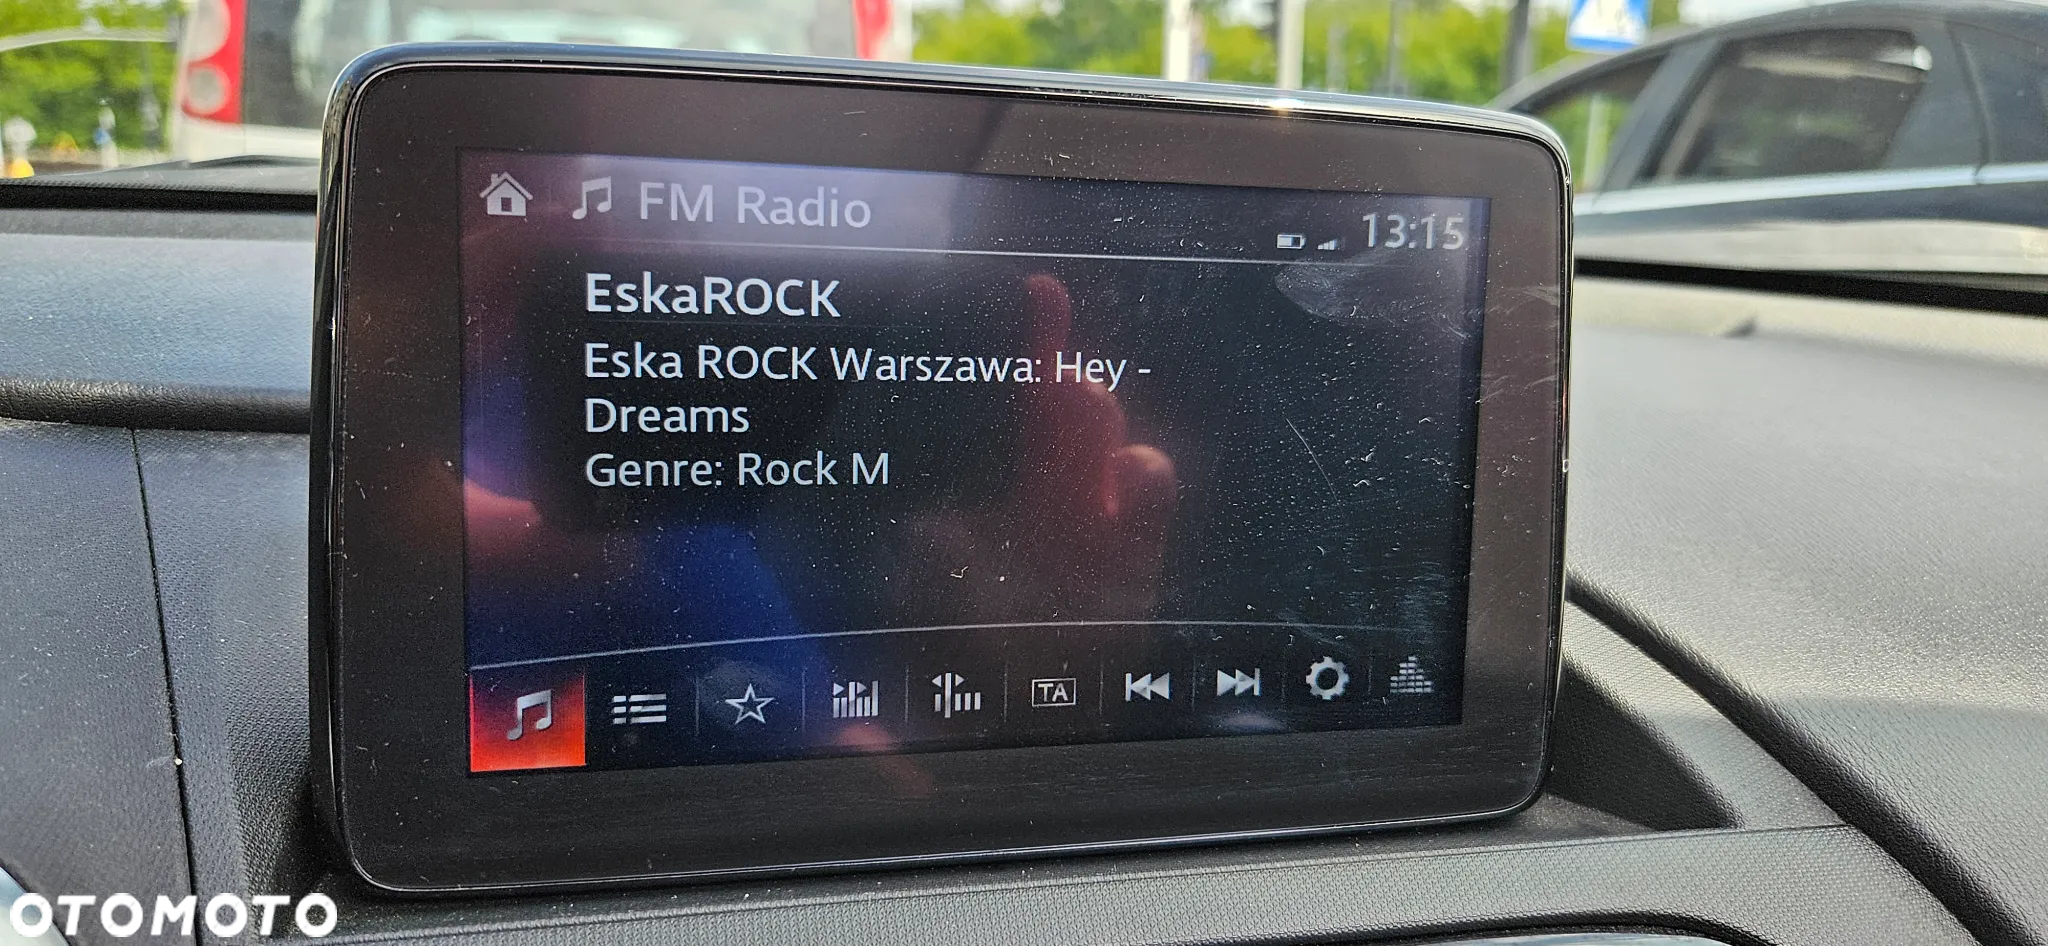 FM Radio
13:15
EskaROCK
Eska ROCK Warszawa: Hey -
Dreams
Genre: Rock M
TA
OTOMOTO